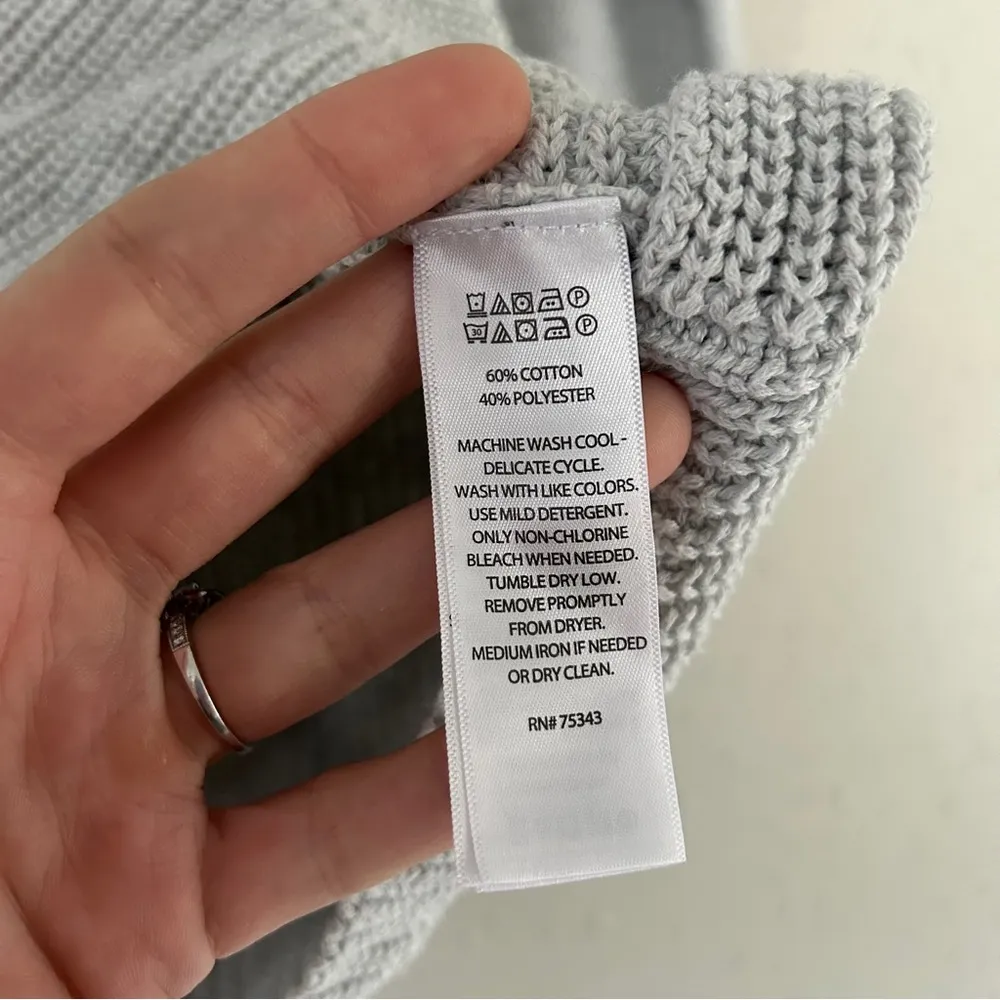 P
30 P
60% COTTON
40% POLYESTER
MACHINE WASH COOL -
DELICATE CYCLE.
WASH WITH LIKE COLORS.
USE MILD DETERGENT.
ONLY NON-CHLORINE
BLEACH WHEN NEEDED.
TUMBLE DRY LOW.
REMOVE PROMPTLY
FROM DRYER.
MEDIUM IRON IF NEEDED
OR DRY CLEAN.
RN# 75343